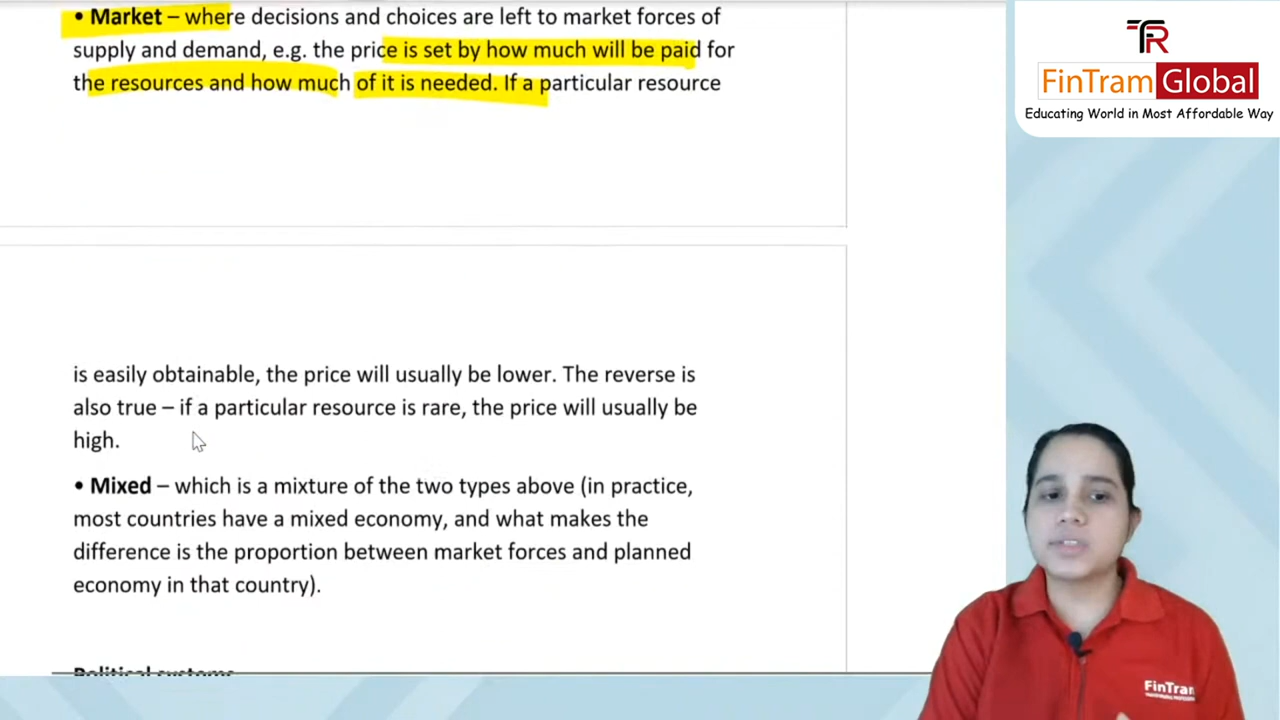 • Market – where decisions and choices are left to market forces of
supply and demand, e.g. the price is set by how much will be paid for
the resources and how much of it is needed. If a particular resource
is easily obtainable, the price will usually be lower. The reverse is
also true – if a particular resource is rare, the price will usually be
high.
• Mixed – which is a mixture of the two types above (in practice,
most countries have a mixed economy, and what makes the
difference is the proportion between market forces and planned
economy in that country).
Political systems
TR
FinTram Global
Educating World in Most Affordable Way
FinTram